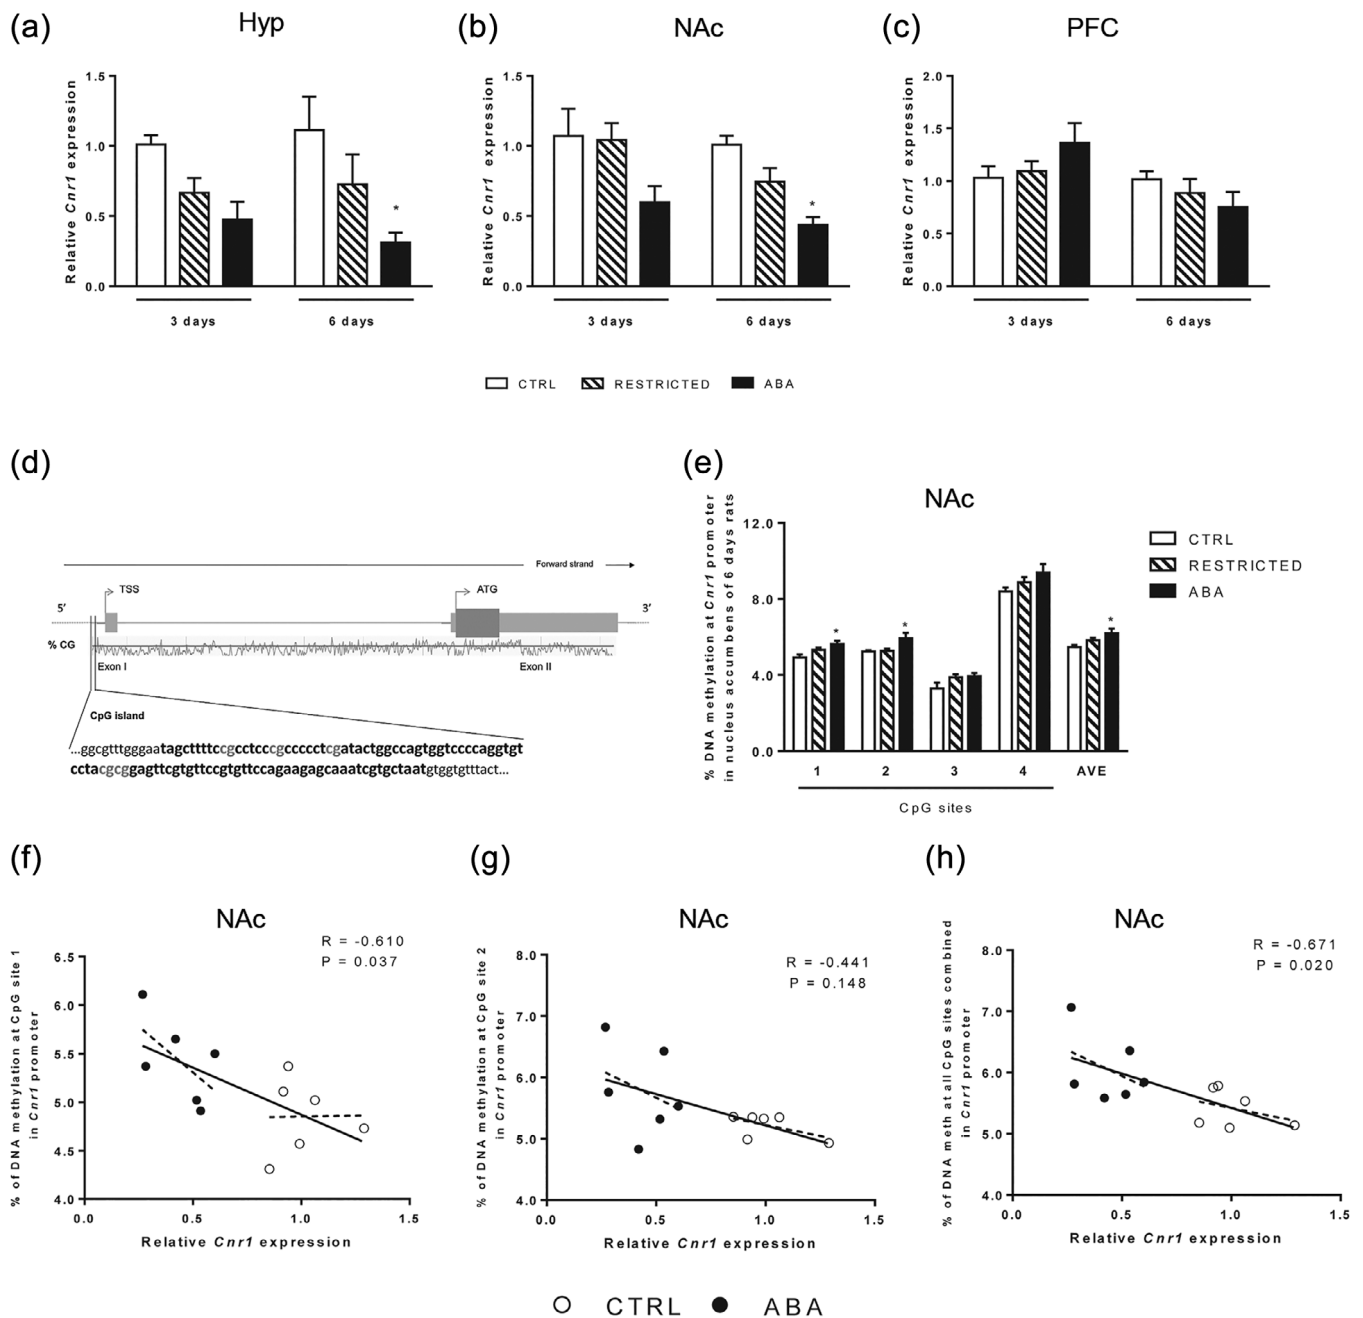 (a)
Hyp
Relative Cnr1 expression
1.5
1.0
0.5
0.0
*
3 days
6 days
(b)
NAc
Relative Cnr1 expression
1.5
1.0
0.5
0.0
*
3 days
6 days
(c)
PFC
Relative Cnr1 expression
2.0
1.5
1.0
0.5
0.0
3 days
6 days
CTRL
RESTRICTED
ABA
(d)
Forward strand
TSS
ATG
5′
3′
% CG
Exon I
Exon II
CpG island
...ggcgtttgggaatagcttttccgcctcccgccccctcgatactggccagtggtccccaggtgt
cctacgcggagttcgtgttccgtgttccagaagagcaaatcgtgctaatgtggtgtttact...
(e)
NAc
% DNA methylation at Cnr1 promoter
in nucleus accumbens of 6 days rats
12.0
8.0
4.0
0.0
*
*
*
1
2
3
4
AVE
CpG sites
CTRL
RESTRICTED
ABA
(f)
NAc
R = -0.610
P = 0.037
% of DNA methylation at CpG site 1
in Cnr1 promoter
6.5
6.0
5.5
5.0
4.5
4.0
0.0
0.5
1.0
1.5
Relative Cnr1 expression
(g)
NAc
R = -0.441
P = 0.148
% of DNA methylation at CpG site 2
in Cnr1 promoter
8.0
7.0
6.0
5.0
4.0
0.0
0.5
1.0
1.5
Relative Cnr1 expression
(h)
NAc
R = -0.671
P = 0.020
% of DNA meth at all CpG sites combined
in Cnr1 promoter
8.0
7.0
6.0
5.0
4.0
0.0
0.5
1.0
1.5
Relative Cnr1 expression
CTRL
ABA